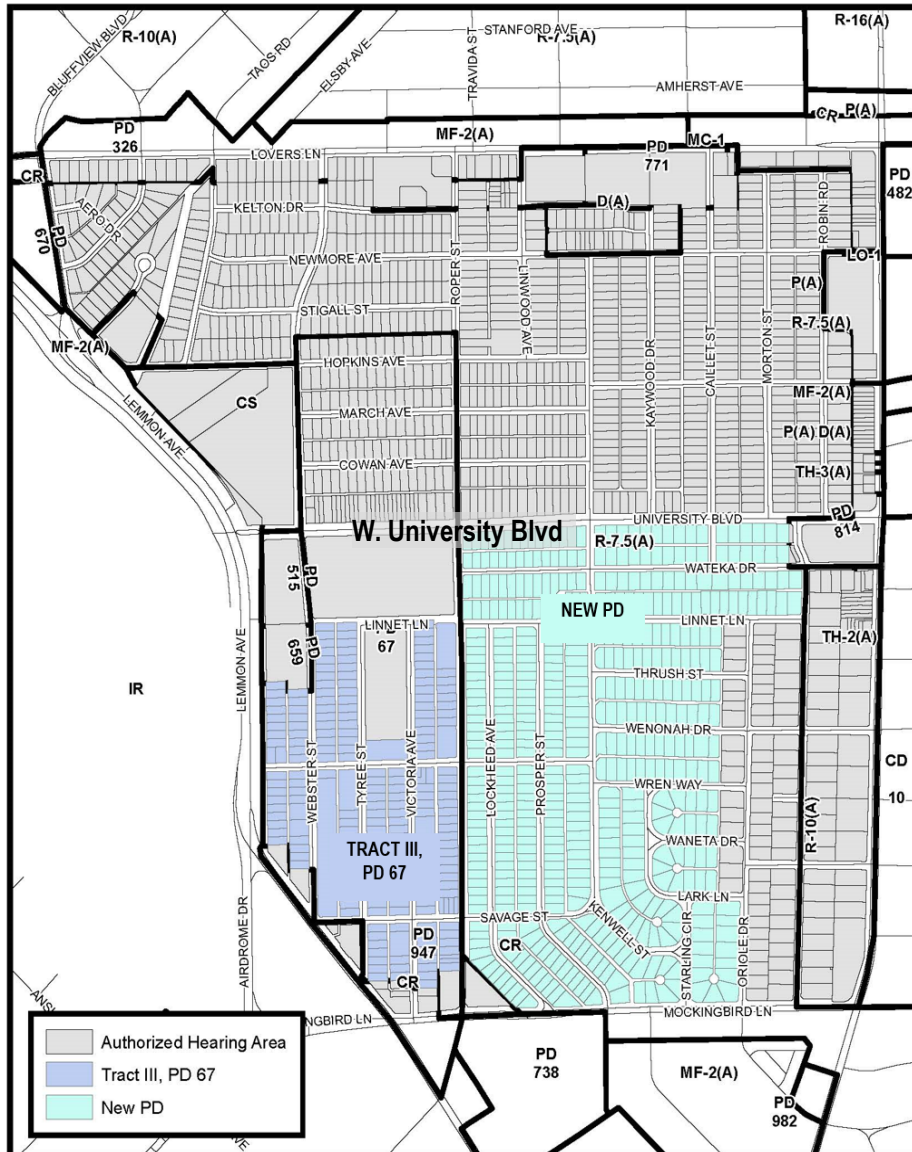 R-16(A)
STANFORD AVE
R-10(A)
R-7.5(A)
BLUFFVIEW BLVD
TAOS RD
ELSBY AVE
TRAVIDA ST
AMHERST AVE
CR
P(A)
PD
326
MF-2(A)
MC-1
LOVERS LN
PD
771
CR
PD
482
AERO DR
KELTON DR
D(A)
ROBIN RD
PD
670
NEWMORE AVE
ROPER ST
LINWOOD AVE
LO-1
P(A)
STIGALL ST
KAYWOOD DR
CAILLET ST
MORTON ST
R-7.5(A)
MF-2(A)
HOPKINS AVE
LEMMON AVE
CS
MARCH AVE
MF-2(A)
P(A)
D(A)
COWAN AVE
TH-3(A)
UNIVERSITY BLVD
PD
814
W. University Blvd
R-7.5(A)
PD
515
WATEKA DR
NEW PD
LINNET LN
LINNET LN
PD
659
67
TH-2(A)
LEMMON AVE
IR
THRUSH ST
WENONAH DR
WEBSTER ST
TYREE ST
VICTORIA AVE
LOCKHEED AVE
PROSPER ST
CD
10
WREN WAY
R-10(A)
WANETA DR
TRACT III,
PD 67
LARK LN
SAVAGE ST
KENWELL ST
STARLING CIR
ORIOLE DR
PD
947
CR
CR
AIRDROME DR
MOCKINGBIRD LN
NGBIRD LN
Authorized Hearing Area
Tract III, PD 67
New PD
PD
738
MF-2(A)
PD
982
AVE